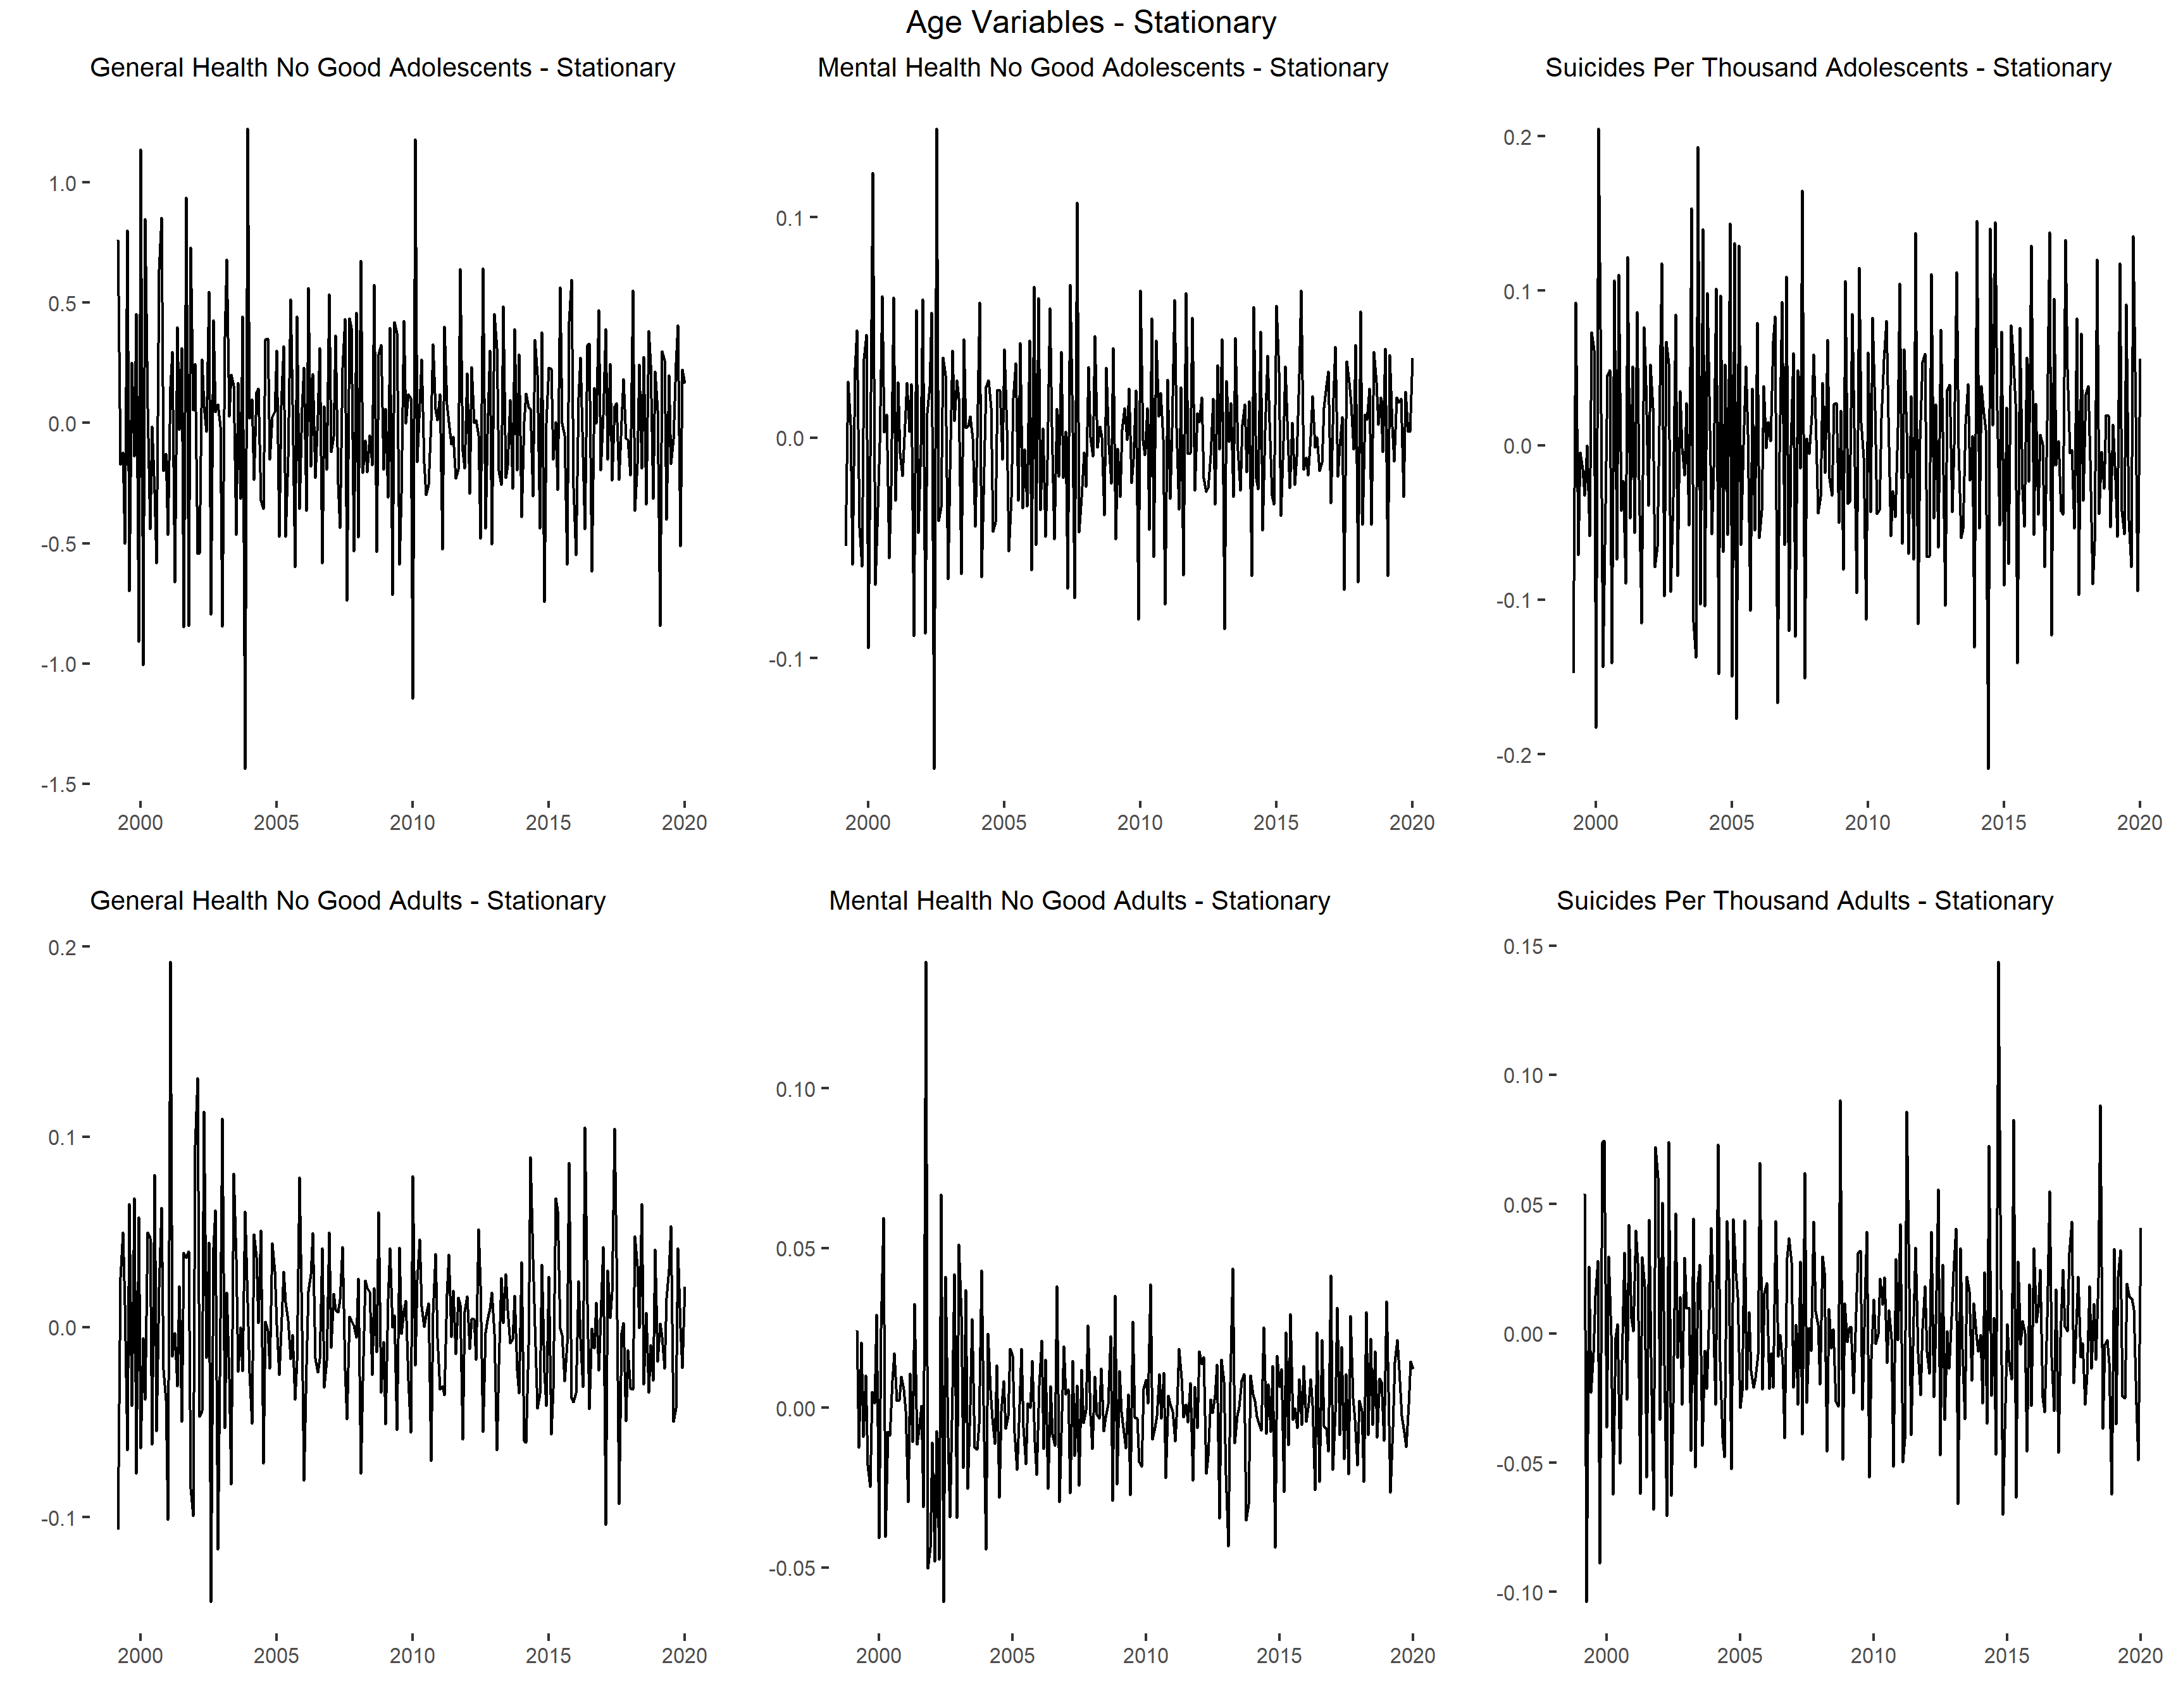 Age Variables - Stationary
General Health No Good Adolescents - Stationary
1.0
0.5
0.0
-0.5
-1.0
-1.5
2000 2005 2010 2015 2020
Mental Health No Good Adolescents - Stationary
0.1
0.0
-0.1
2000 2005 2010 2015 2020
Suicides Per Thousand Adolescents - Stationary
0.2
0.1
0.0
-0.1
-0.2
2000 2005 2010 2015 2020
General Health No Good Adults - Stationary
0.2
0.1
0.0
-0.1
2000 2005 2010 2015 2020
Mental Health No Good Adults - Stationary
0.10
0.05
0.00
-0.05
2000 2005 2010 2015 2020
Suicides Per Thousand Adults - Stationary
0.15
0.10
0.05
0.00
-0.05
-0.10
2000 2005 2010 2015 2020